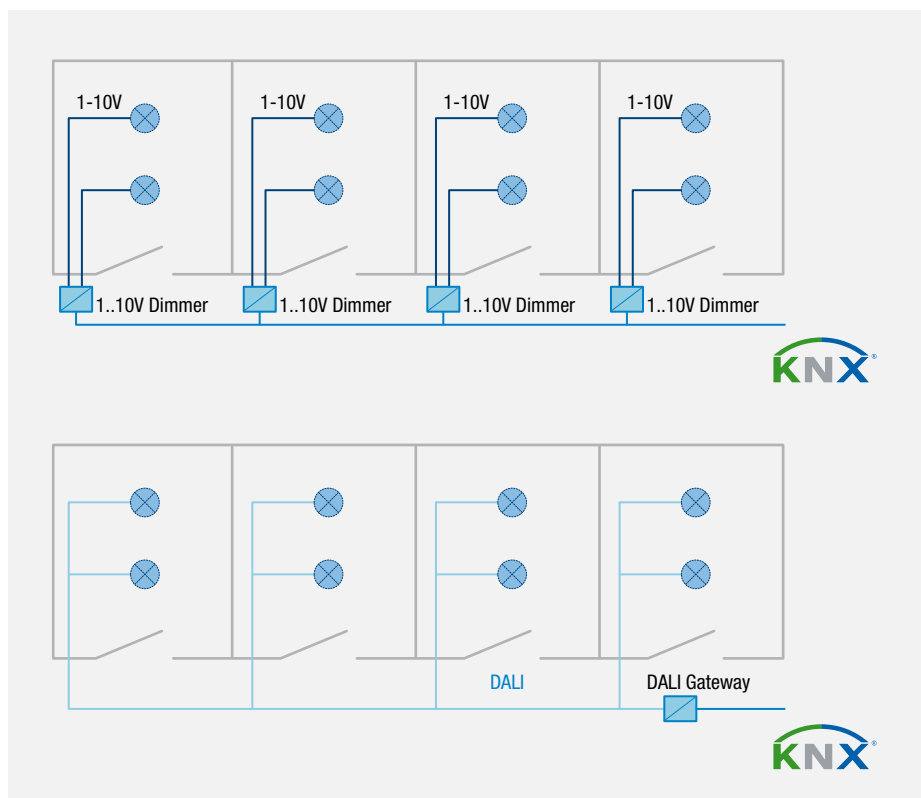 1-10V 1-10V 1-10V 1-10V
1..10V Dimmer 1..10V Dimmer 1..10V Dimmer 1..10V Dimmer
KNX®
DALI DALI Gateway
KNX®